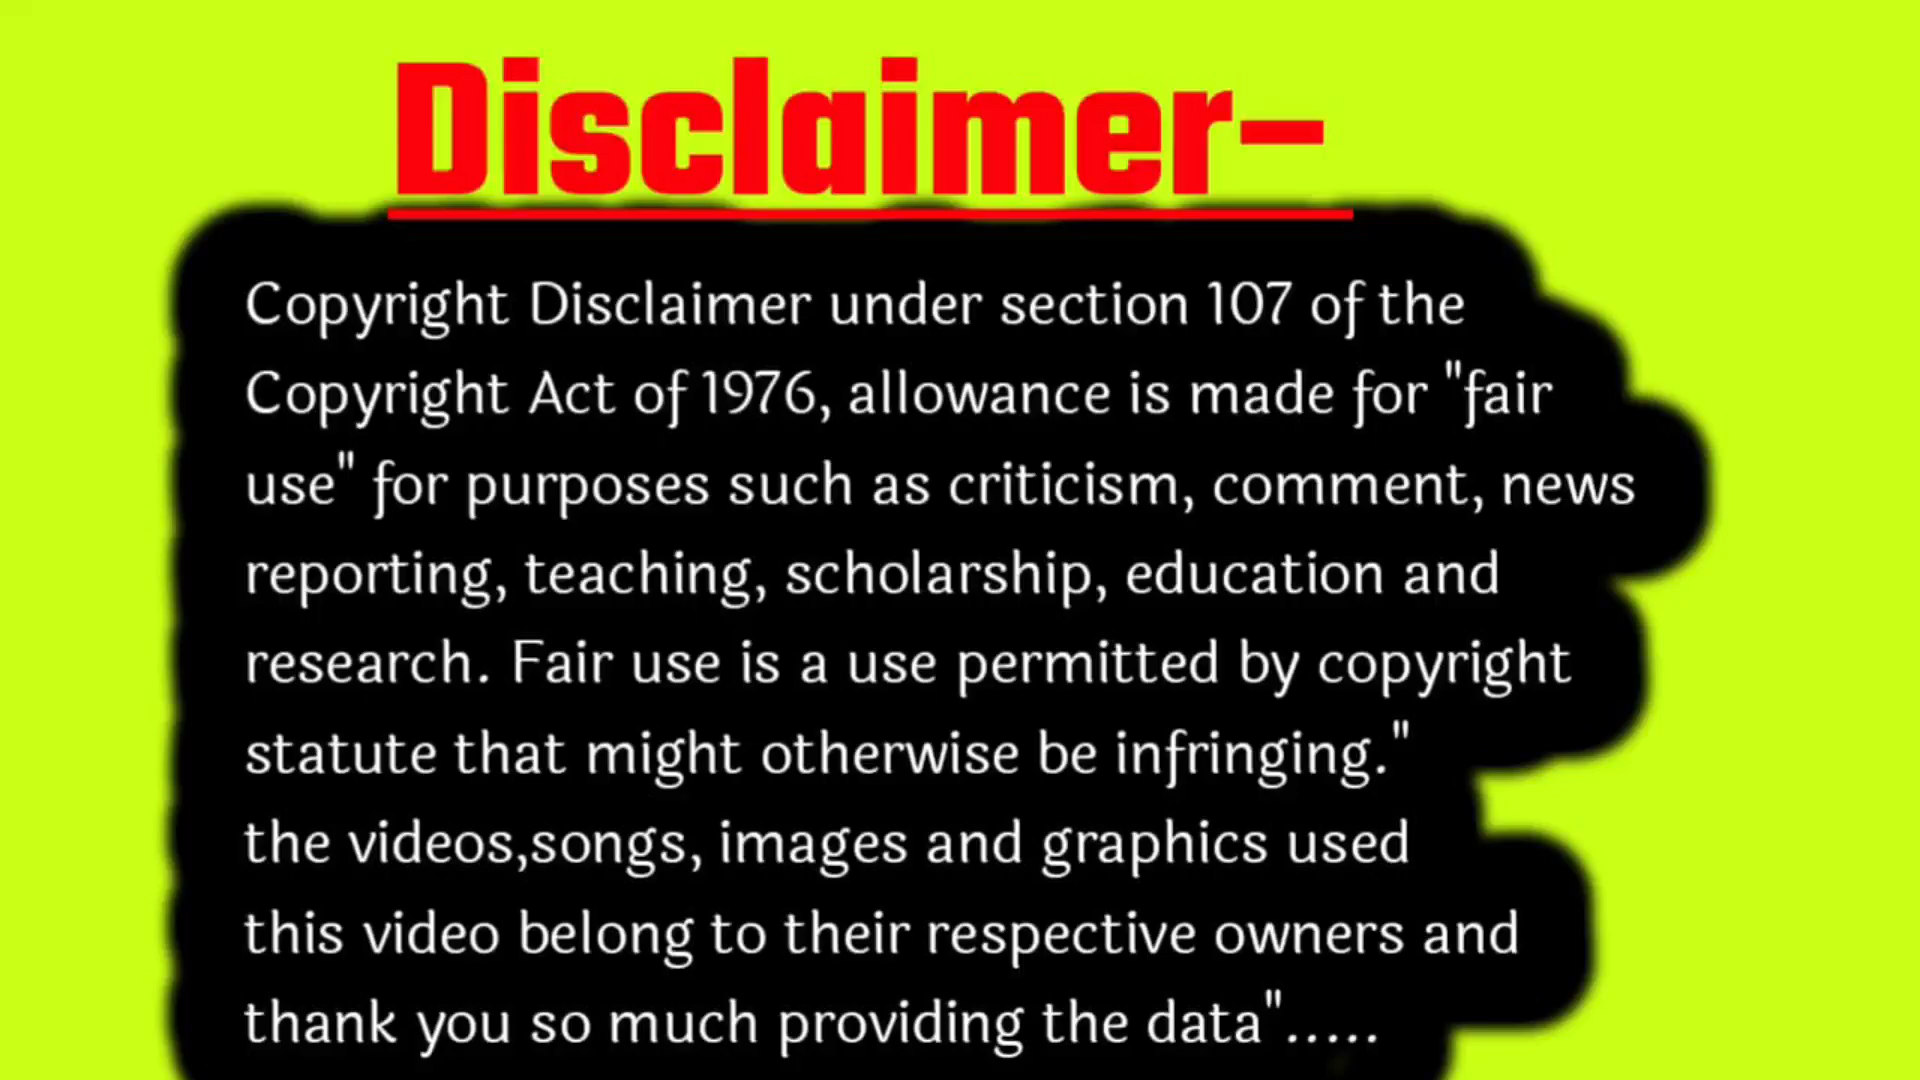 Disclaimer-
Copyright Disclaimer under section 107 of the
Copyright Act of 1976, allowance is made for "fair
use" for purposes such as criticism, comment, news
reporting, teaching, scholarship, education and
research. Fair use is a use permitted by copyright
statute that might otherwise be infringing."
the videos,songs, images and graphics used
this video belong to their respective owners and
thank you so much providing the data".....